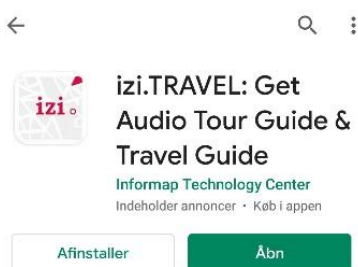 izi.
izi.TRAVEL: Get
Audio Tour Guide &
Travel Guide
Informap Technology Center
Indeholder annoncer • Køb i appen
Afinstaller
Åbn